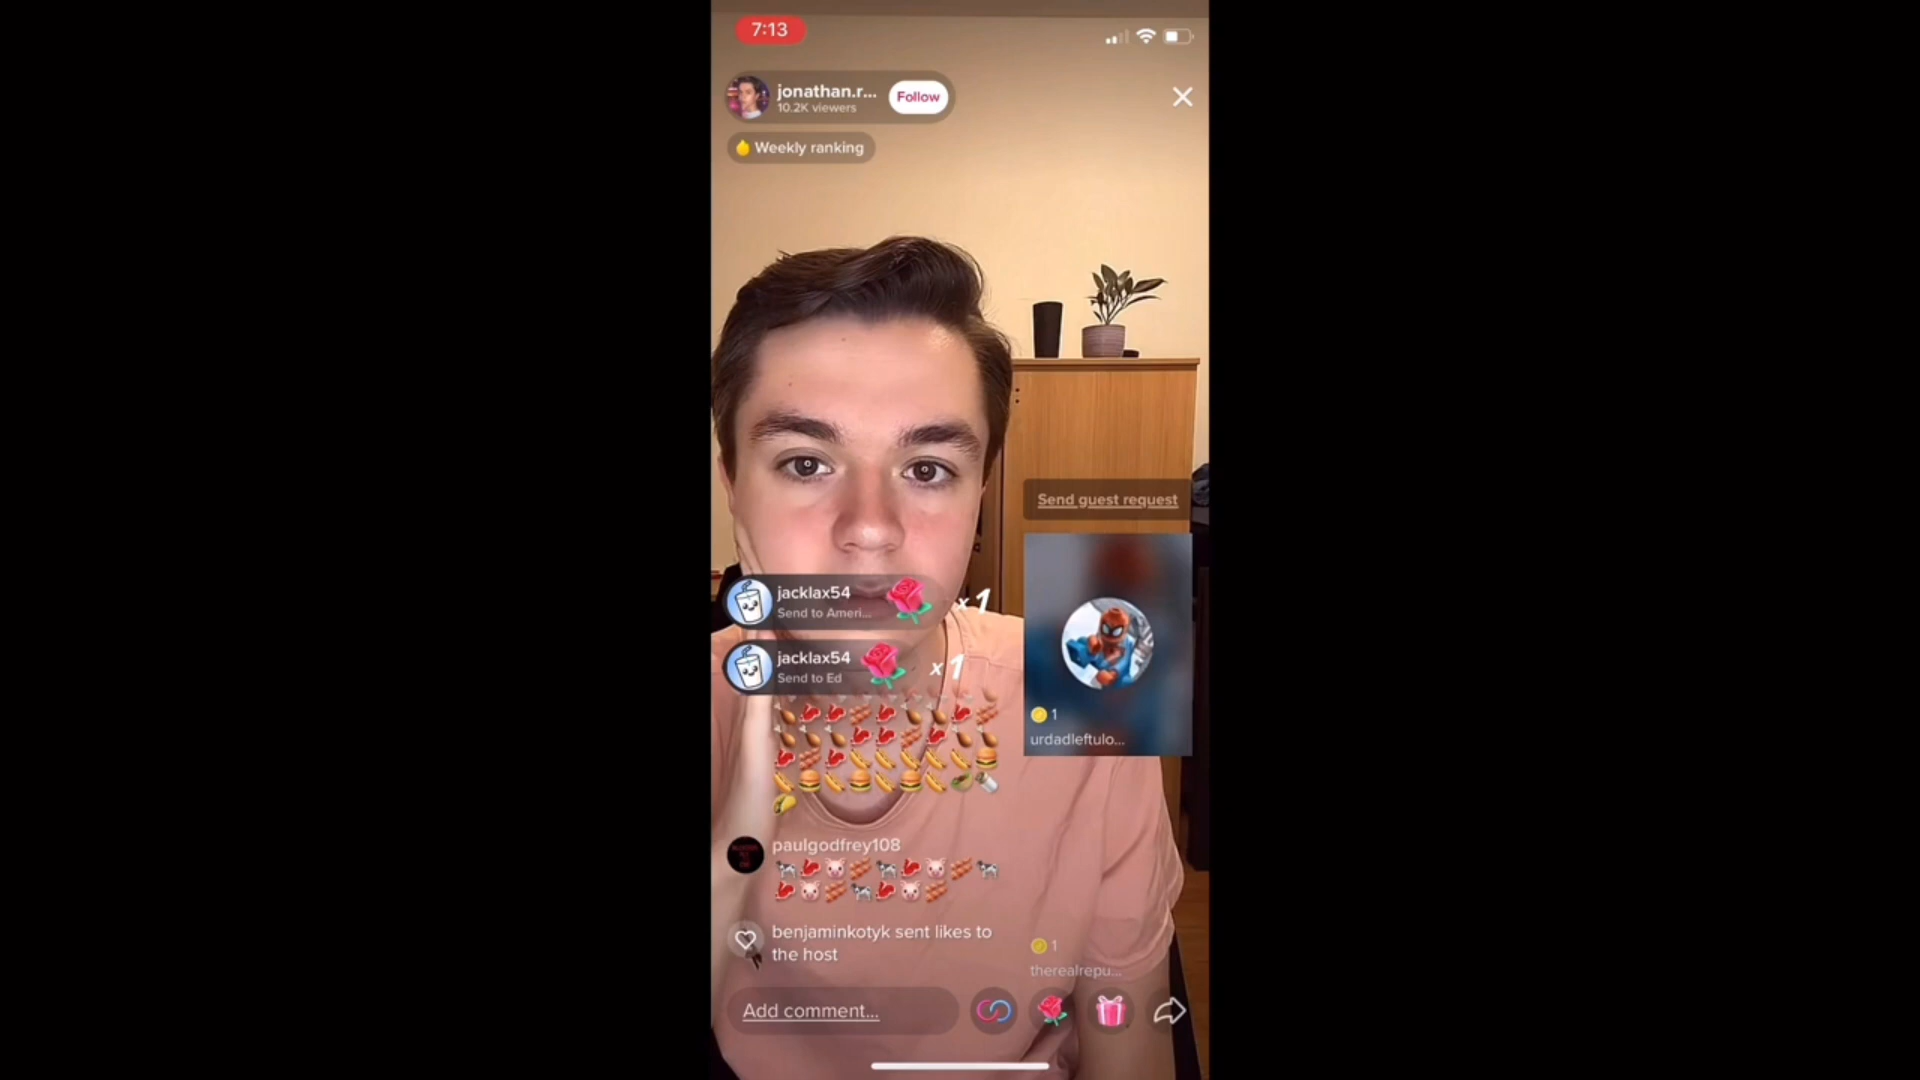 7:13
jonathan.r...
10.2K viewers
Follow
Weekly ranking
Send guest request
jacklax54
Send to Ameri...
x1
jacklax54
Send to Ed
x1
1
urdadleftulo...
paulgodfrey108
benjaminkotyk sent likes to
the host
1
therealrepu...
Add comment...